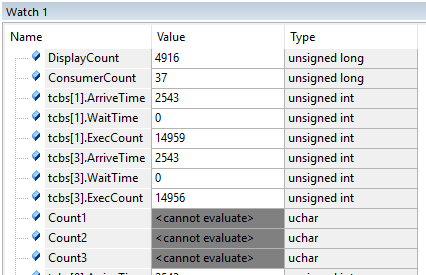 Watch 1
Name Value Type
DisplayCount 4916 unsigned long
ConsumerCount 37 unsigned long
tcbs[1].ArriveTime 2543 unsigned int
tcbs[1].WaitTime 0 unsigned int
tcbs[1].ExecCount 14959 unsigned int
tcbs[3].ArriveTime 2543 unsigned int
tcbs[3].WaitTime 0 unsigned int
tcbs[3].ExecCount 14956 unsigned int
Count1 <cannot evaluate> uchar
Count2 <cannot evaluate> uchar
Count3 <cannot evaluate> uchar